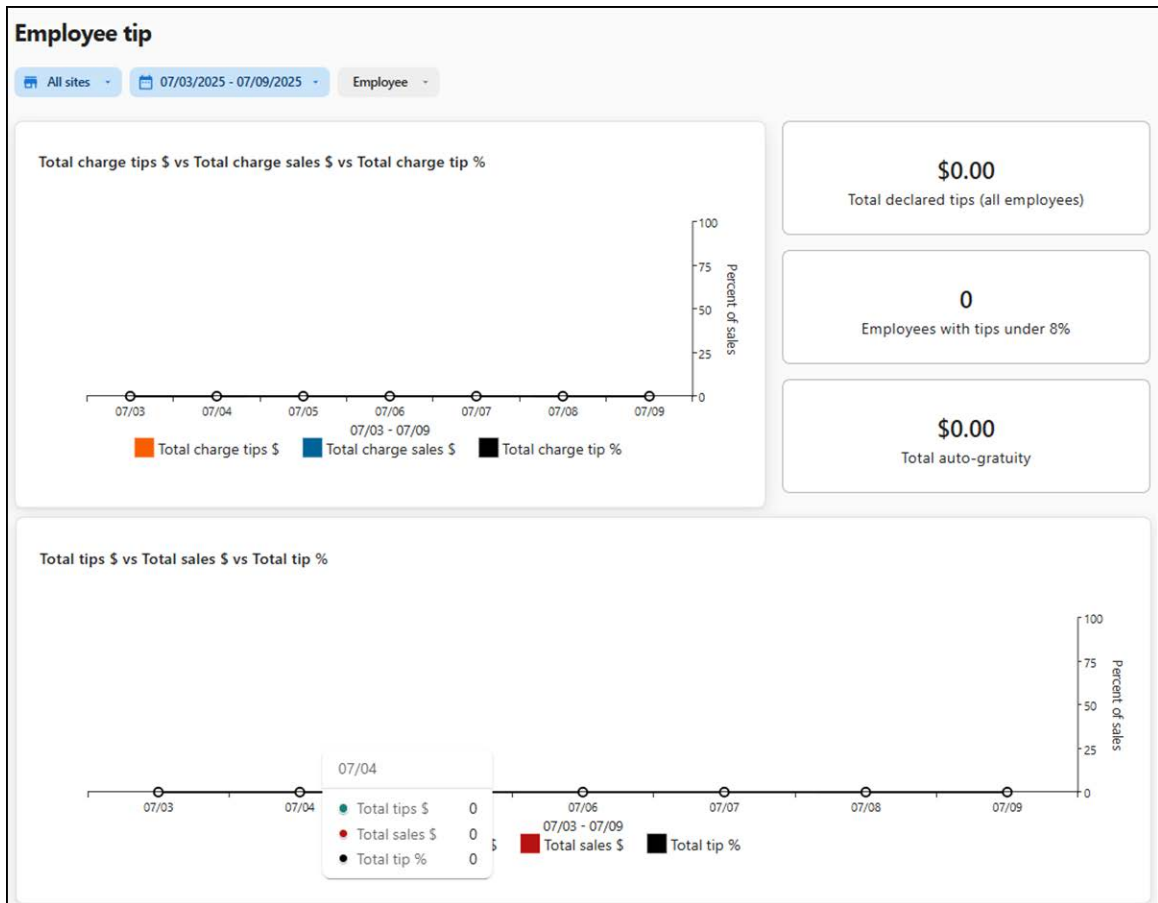 Employee tip
All sites
07/03/2025 - 07/09/2025
Employee
Total charge tips $ vs Total charge sales $ vs Total charge tip %
100
75
50
25
0
Percent of sales
07/03 07/04 07/05 07/06 07/07 07/08 07/09
07/03 - 07/09
Total charge tips $ Total charge sales $ Total charge tip %
$0.00
Total declared tips (all employees)
0
Employees with tips under 8%
$0.00
Total auto-gratuity
Total tips $ vs Total sales $ vs Total tip %
100
75
50
25
0
Percent of sales
07/03 07/04 07/06 07/07 07/08 07/09
07/03 - 07/09
$ Total sales $ Total tip %
07/04
Total tips $ 0
Total sales $ 0
Total tip % 0